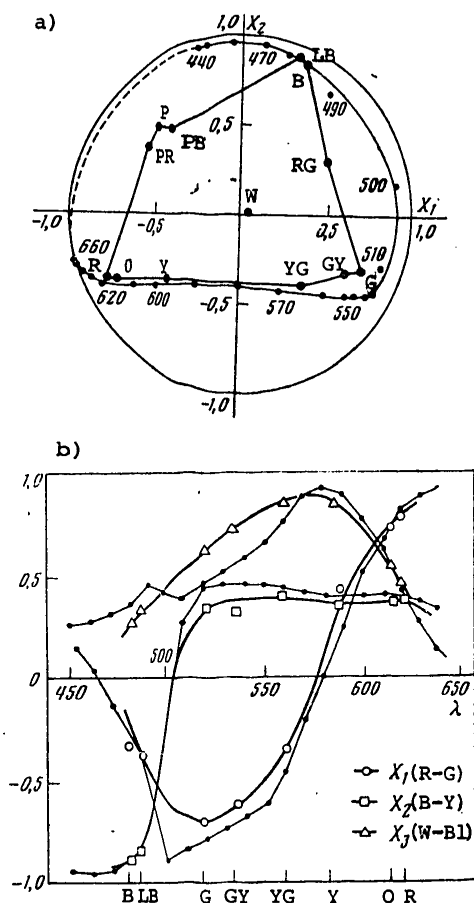 a)
1,0 X2
440
470
LB
B
490
0,5
P
PB
PR
RG
500
W
X1
-1,0
-0,5
0,5
1,0
660
R
O
Y
YG
GY
510
G
620
600
570
550
-0,5
-1,0
b)
1,0
0,5
500
0
450
550
600
650
λ
-0,5
X1(R-G)
X2(B-Y)
X3(W-Bl)
-1,0
B LB G GY YG Y O R